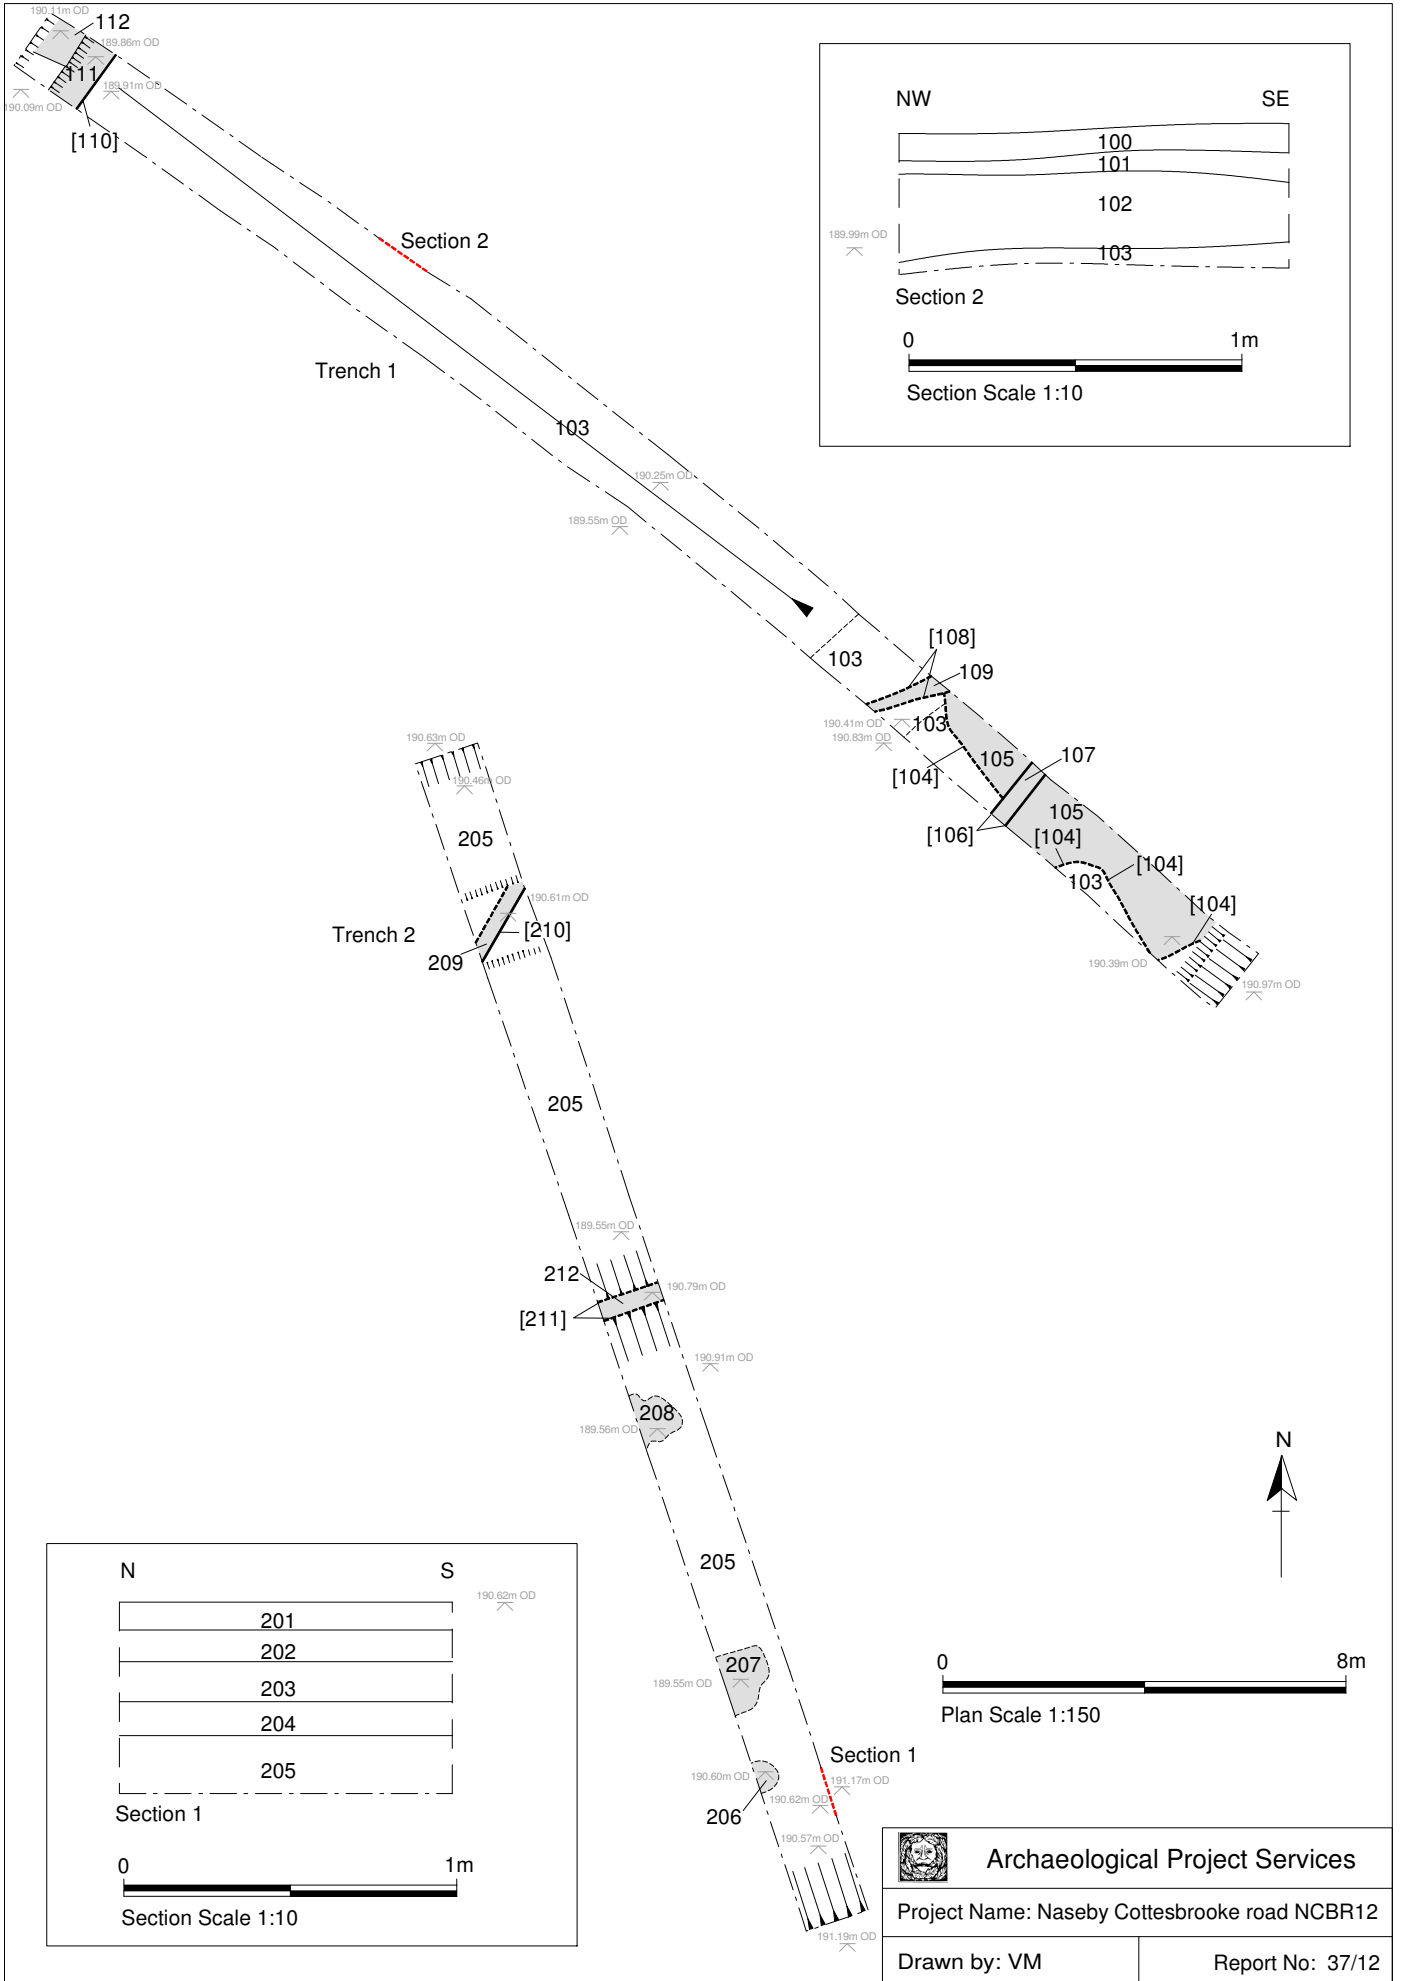 190.11m OD
112
189.86m OD
111
189.91m OD
190.09m OD
[110]
NW SE
100
101
102
189.99m OD
103
Section 2
0 1m
Section Scale 1:10
Section 2
Trench 1
103
190.25m OD
189.55m OD
[108]
103
109
190.41m OD
103
190.83m OD
105
107
[104]
105
[106]
[104]
[104]
103
[104]
190.39m OD
190.97m OD
190.63m OD
190.46m OD
205
190.61m OD
Trench 2
[210]
209
205
189.55m OD
212
190.79m OD
[211]
190.91m OD
208
189.56m OD
N
205
N S
190.62m OD
201
202
203
204
205
Section 1
0 1m
Section Scale 1:10
207
189.55m OD
0 8m
Plan Scale 1:150
Section 1
190.60m OD
191.17m OD
190.62m OD
206
190.57m OD
191.19m OD
Archaeological Project Services
Project Name: Naseby Cottesbrooke road NCBR12
Drawn by: VM
Report No: 37/12